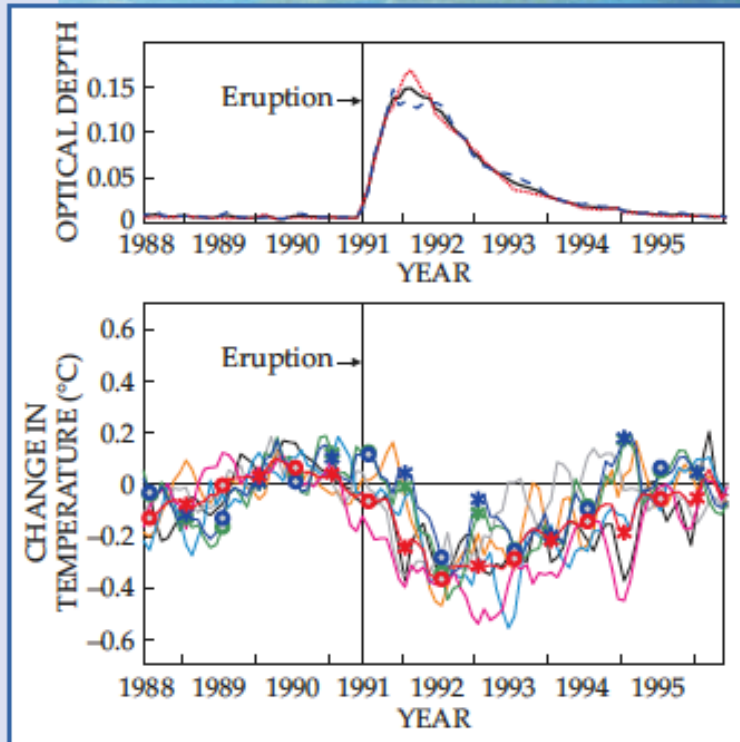 OPTICAL DEPTH
0.15
0.10
0.05
0
Eruption
1988 1989 1990 1991 1992 1993 1994 1995
YEAR
CHANGE IN
TEMPERATURE (°C)
0.6
0.4
0.2
0
−0.2
−0.4
−0.6
Eruption
1988 1989 1990 1991 1992 1993 1994 1995
YEAR